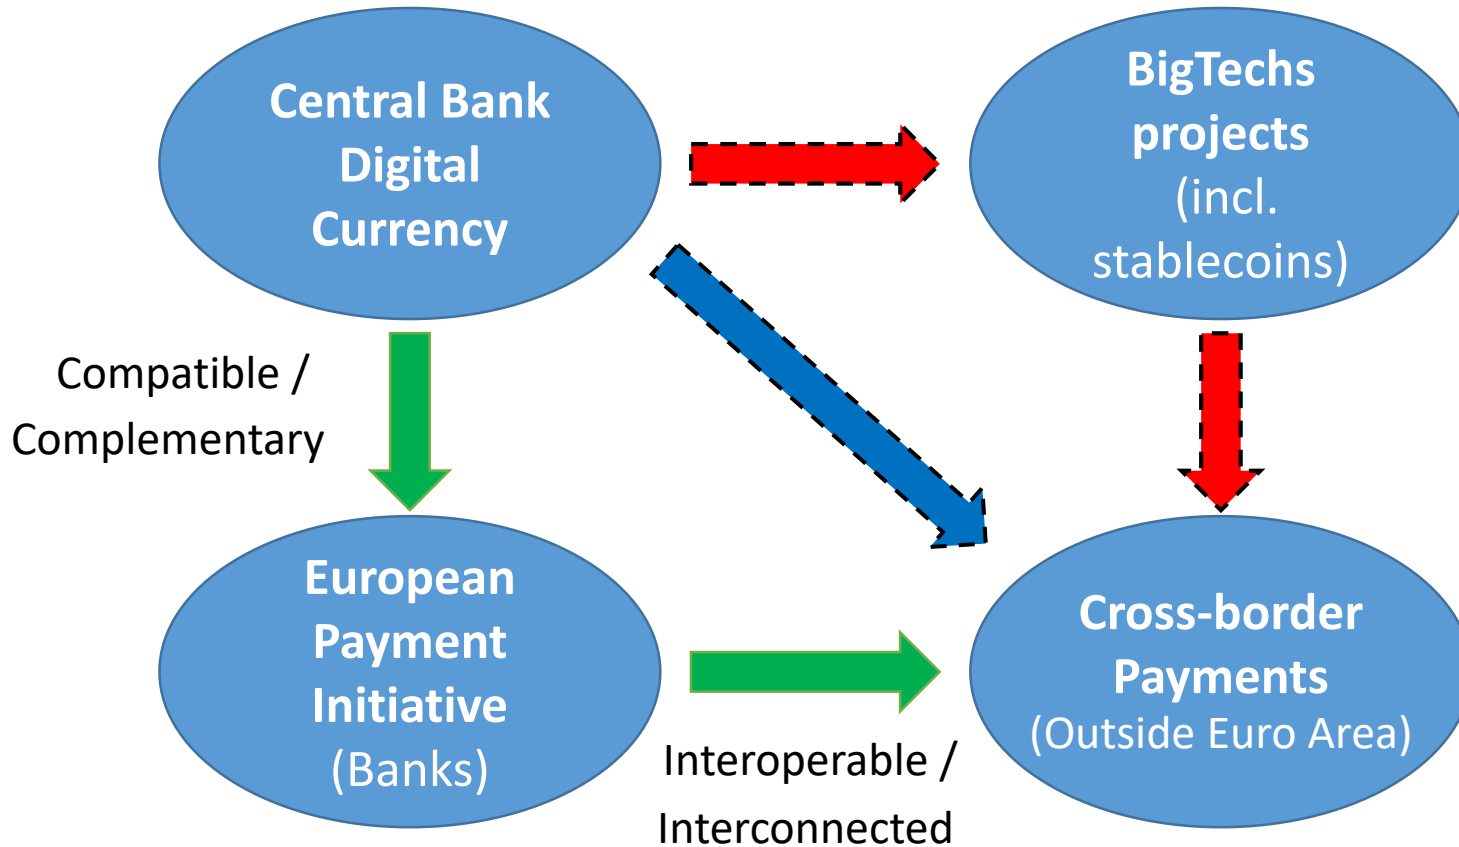 Central Bank
Digital
Currency
BigTechs
projects
(incl.
stablecoins)
Compatible /
Complementary
European
Payment
Initiative
(Banks)
Interoperable /
Interconnected
Cross-border
Payments
(Outside Euro Area)